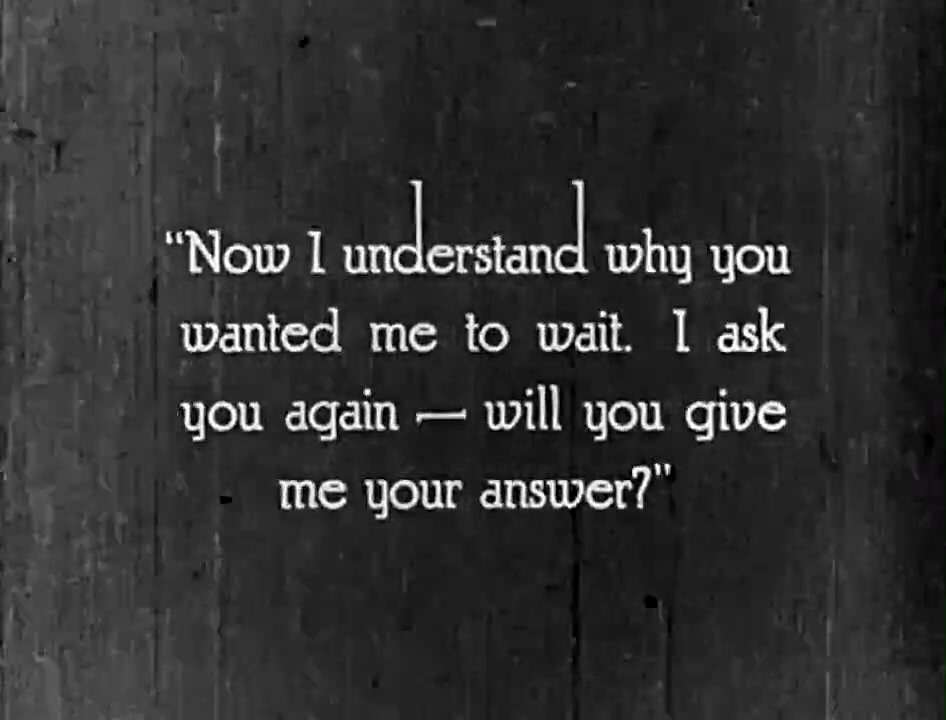 "Now I understand why you
wanted me to wait. I ask
you again — will you give
me your answer?"